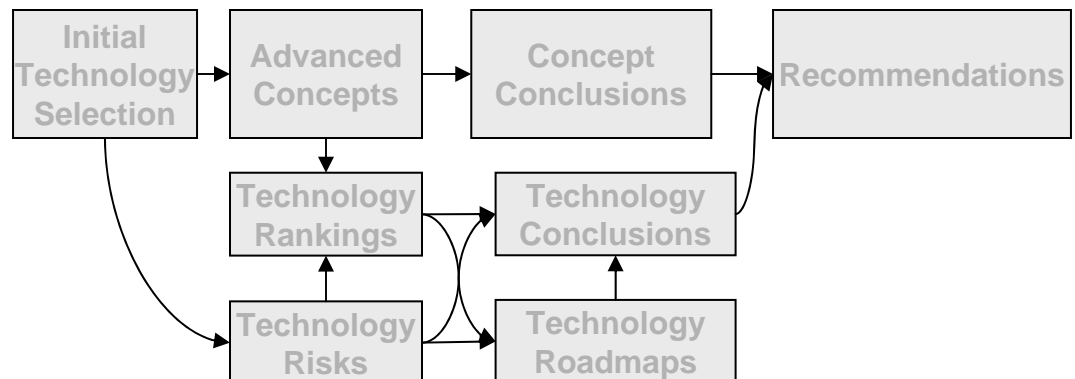 Initial
Technology
Selection
Advanced
Concepts
Concept
Conclusions
Recommendations
Technology
Rankings
Technology
Conclusions
Technology
Risks
Technology
Roadmaps